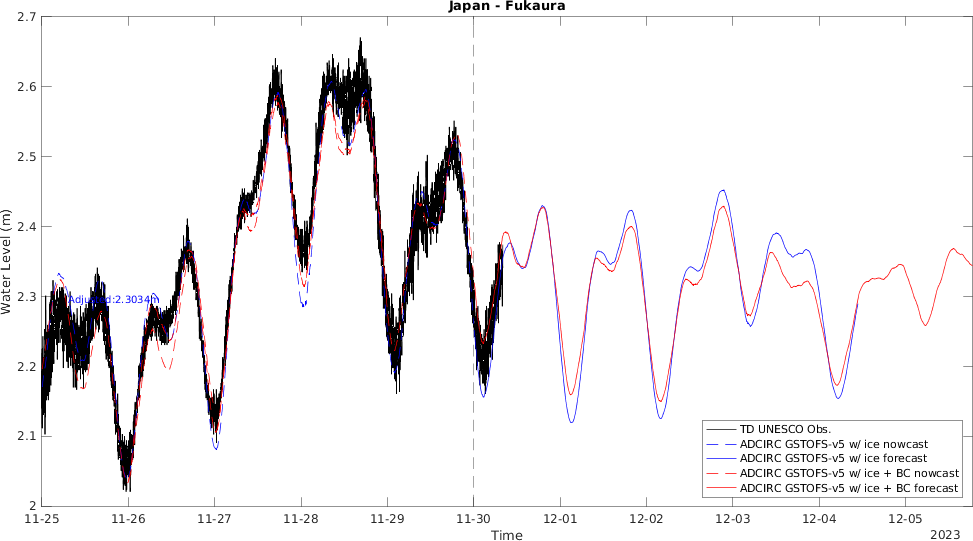 Japan - Fukaura
2.7
2.6
2.5
2.4
2.3
2.2
2.1
2
Water Level (m)
Adjusted:2.3034m
11-25 11-26 11-27 11-28 11-29 11-30 12-01 12-02 12-03 12-04 12-05
Time
2023
TD UNESCO Obs.
ADCIRC GSTOFS-v5 w/ ice nowcast
ADCIRC GSTOFS-v5 w/ ice forecast
ADCIRC GSTOFS-v5 w/ ice + BC nowcast
ADCIRC GSTOFS-v5 w/ ice + BC forecast